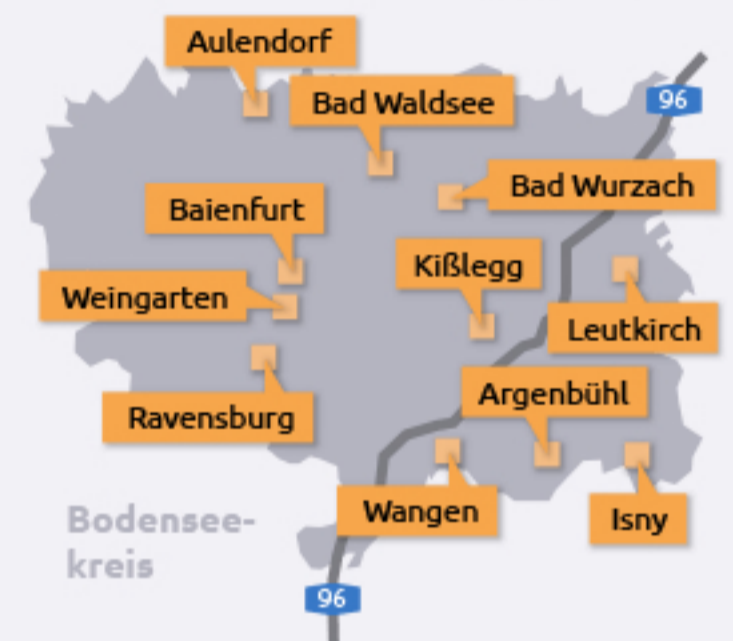 Aulendorf
96
Bad Waldsee
Bad Wurzach
Baienfurt
Kißlegg
Weingarten
Leutkirch
Argenbühl
Ravensburg
Wangen
Isny
Bodensee-
kreis
96